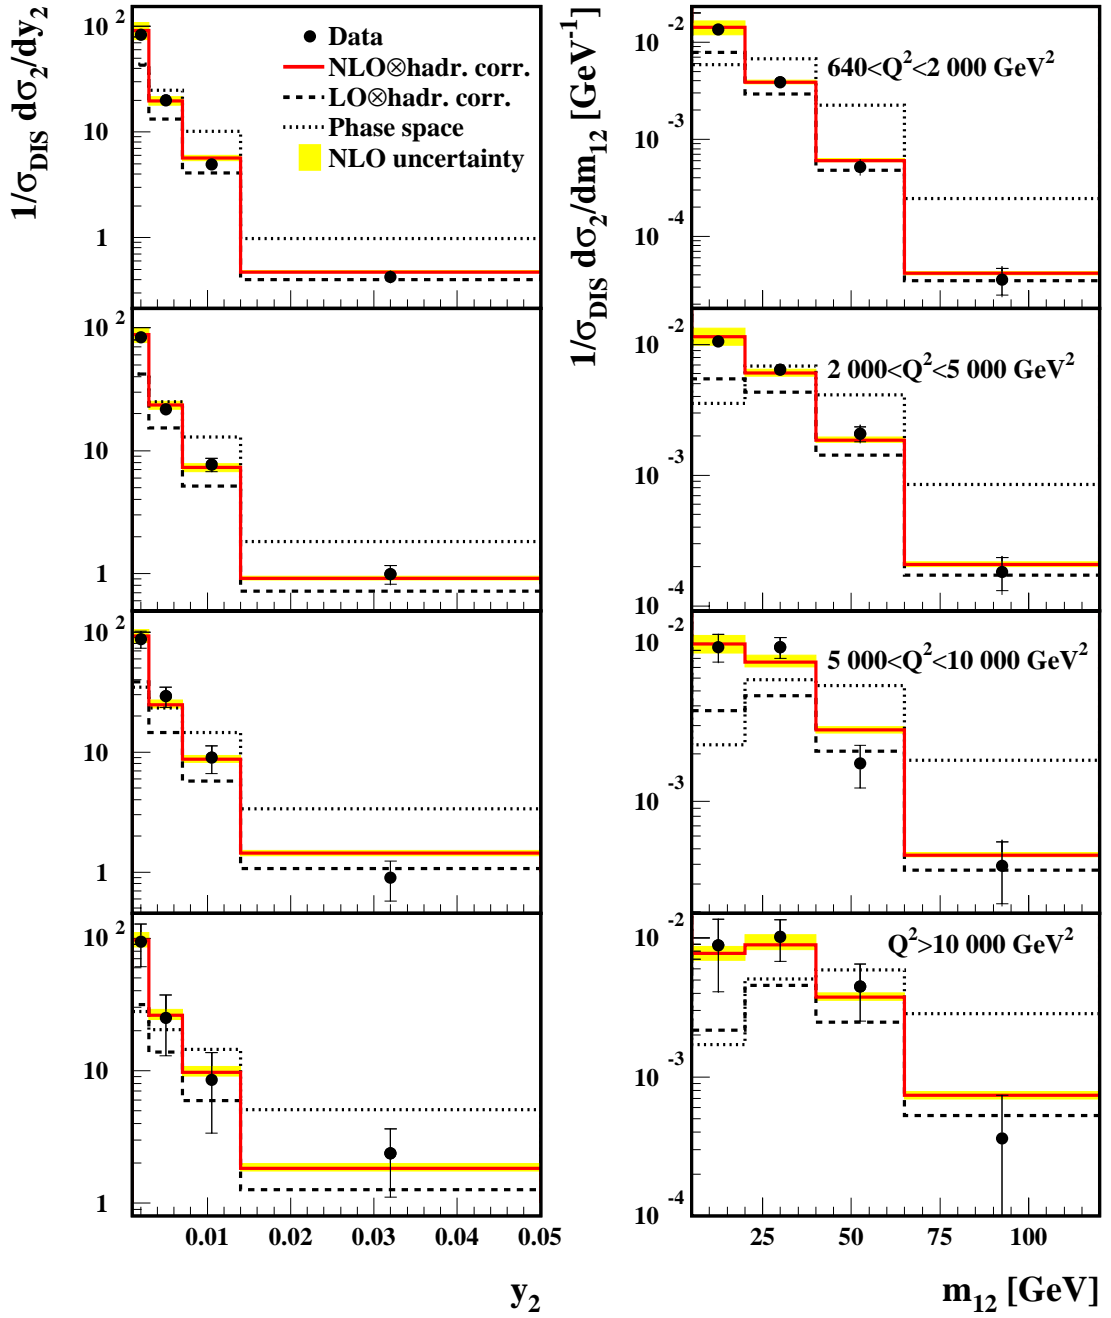 1/σ_DIS dσ_2/dy_2
10^2
10
1
Data
NLO⊗hadr. corr.
LO⊗hadr. corr.
Phase space
NLO uncertainty
10^2
10
1
10^2
10
1
10^2
10
1
0.01 0.02 0.03 0.04 0.05
y_2
1/σ_DIS dσ_2/dm_12 [GeV^-1]
10^-2
10^-3
10^-4
640<Q^2<2 000 GeV^2
10^-2
10^-3
10^-4
2 000<Q^2<5 000 GeV^2
10^-2
10^-3
5 000<Q^2<10 000 GeV^2
10^-2
10^-3
10^-4
Q^2>10 000 GeV^2
25 50 75 100
m_12 [GeV]